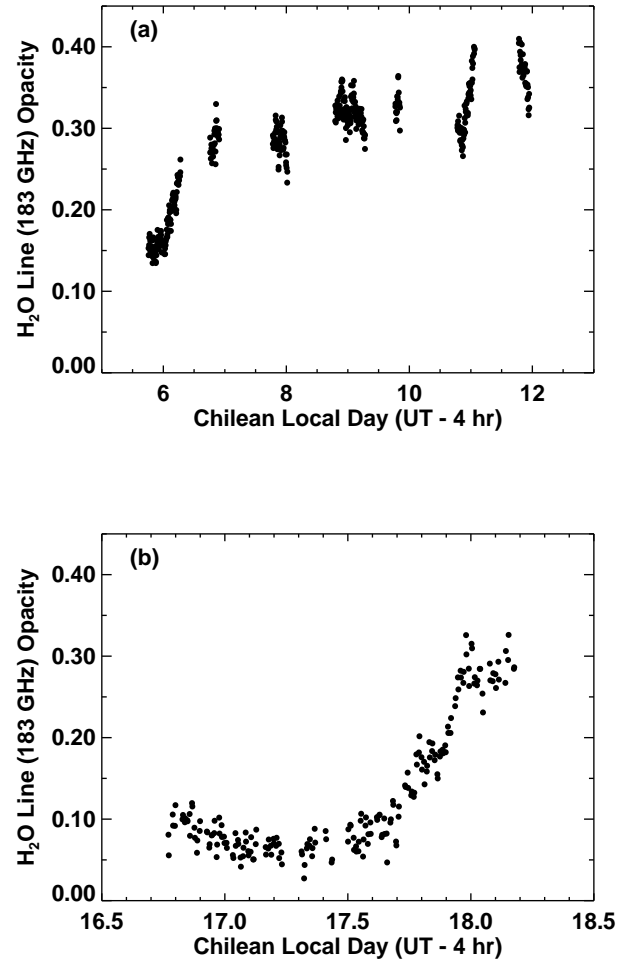 (a)
0.40
0.30
0.20
0.10
0.00
H₂O Line (183 GHz) Opacity
6 8 10 12
Chilean Local Day (UT - 4 hr)
(b)
0.40
0.30
0.20
0.10
0.00
H₂O Line (183 GHz) Opacity
16.5 17.0 17.5 18.0 18.5
Chilean Local Day (UT - 4 hr)